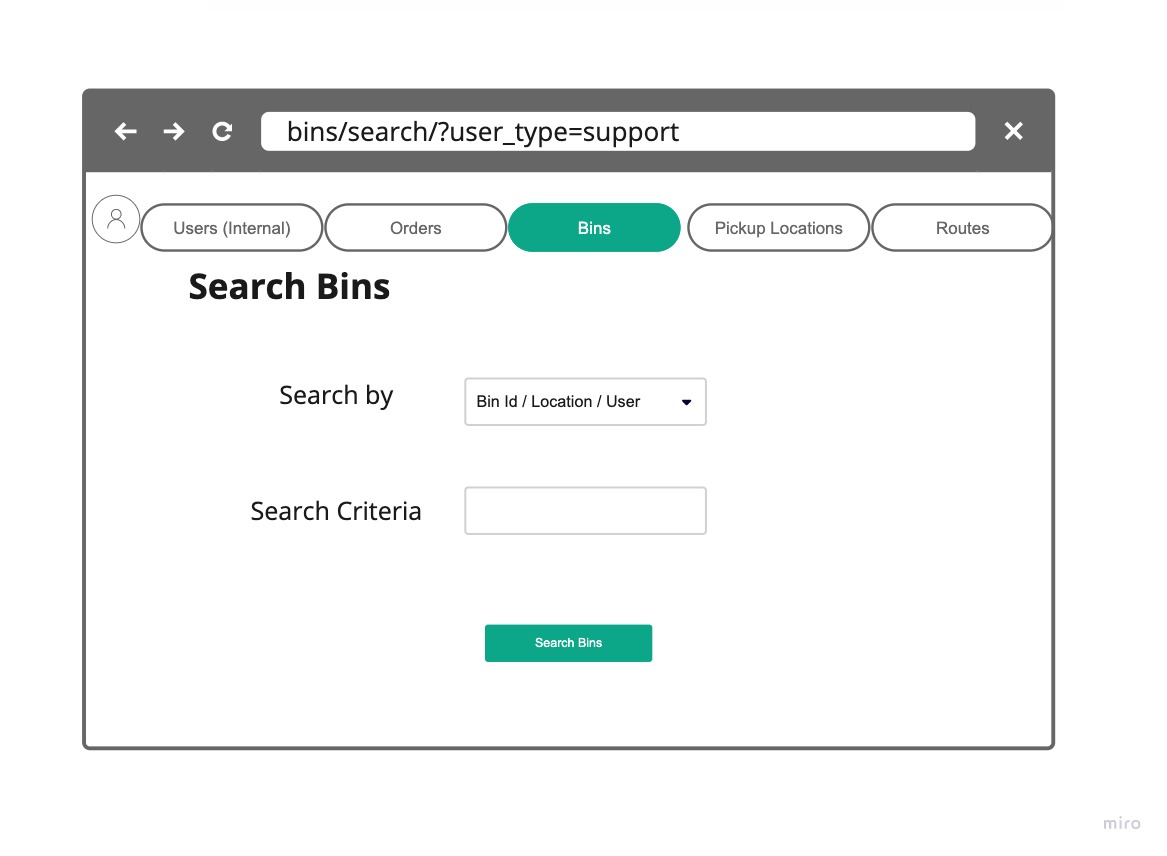 bins/search/?user_type=support
Users (Internal)
Orders
Bins
Pickup Locations
Routes
Search Bins
Search by
Bin Id / Location / User
Search Criteria
Search Bins
miro